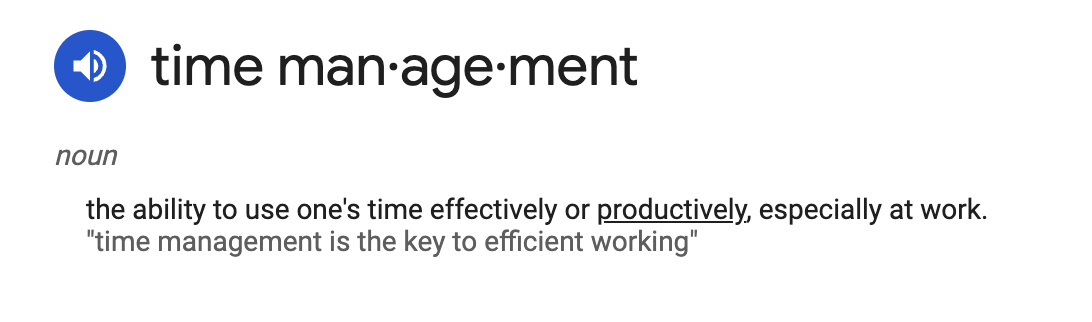 time man·age·ment
noun
the ability to use one's time effectively or productively, especially at work.
"time management is the key to efficient working"